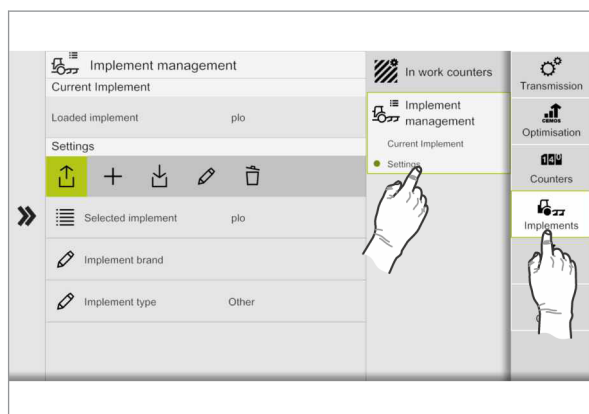 Implement management
Current Implement
Loaded implement plo
Settings
Selected implement plo
Implement brand
Implement type Other
In work counters
Implement
management
Current Implement
Settings
Transmission
CEMOS
Optimisation
140
Counters
Implements